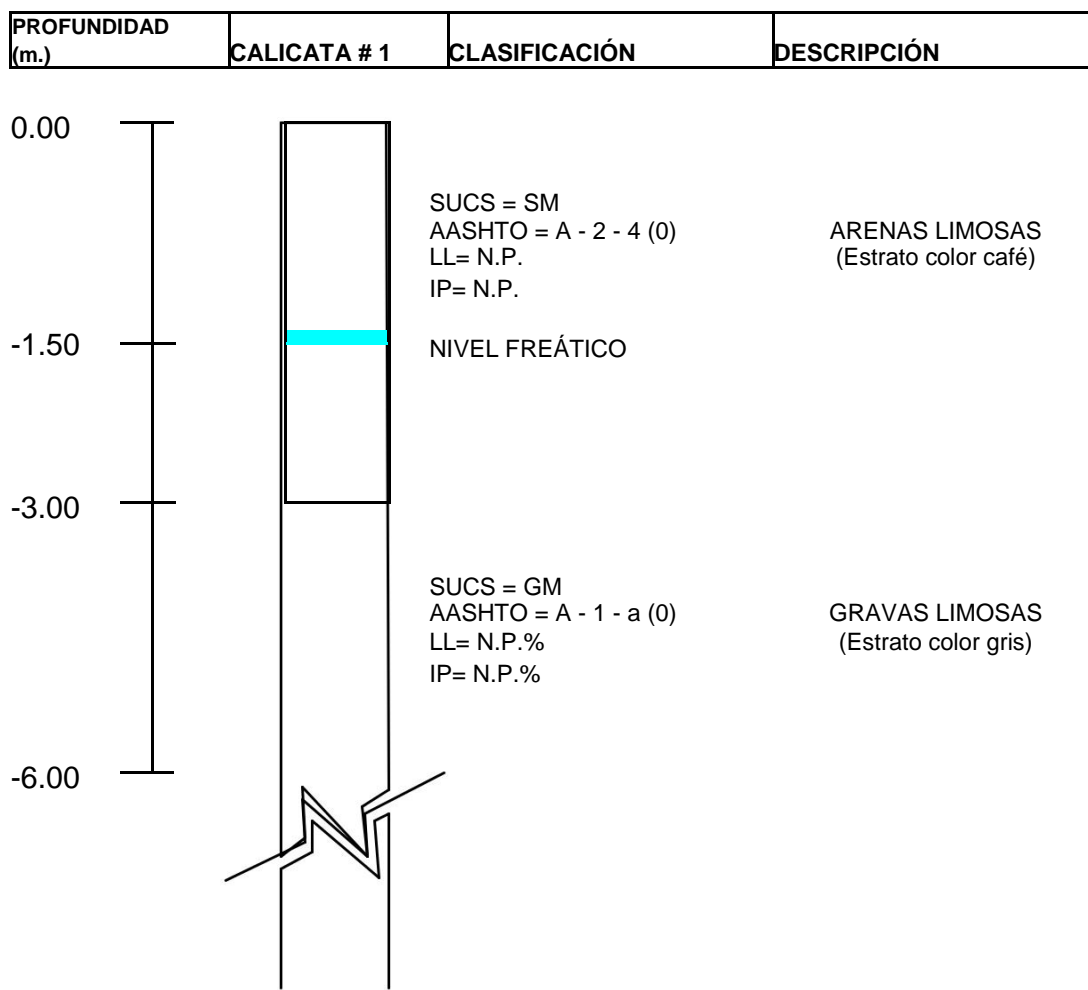 PROFUNDIDAD
(m.) CALICATA # 1 CLASIFICACIÓN DESCRIPCIÓN
0.00
SUCS = SM
AASHTO = A - 2 - 4 (0) ARENAS LIMOSAS
LL= N.P. (Estrato color café)
IP= N.P.
-1.50 NIVEL FREÁTICO
-3.00
SUCS = GM
AASHTO = A - 1 - a (0) GRAVAS LIMOSAS
LL= N.P.% (Estrato color gris)
IP= N.P.%
-6.00